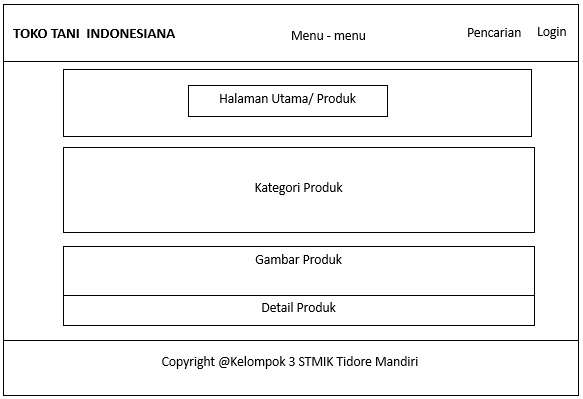 TOKO TANI  INDONESIANA
Menu - menu
Pencarian
Login
Halaman Utama/ Produk
Kategori Produk
Gambar Produk
Detail Produk
Copyright @Kelompok 3 STMIK Tidore Mandiri